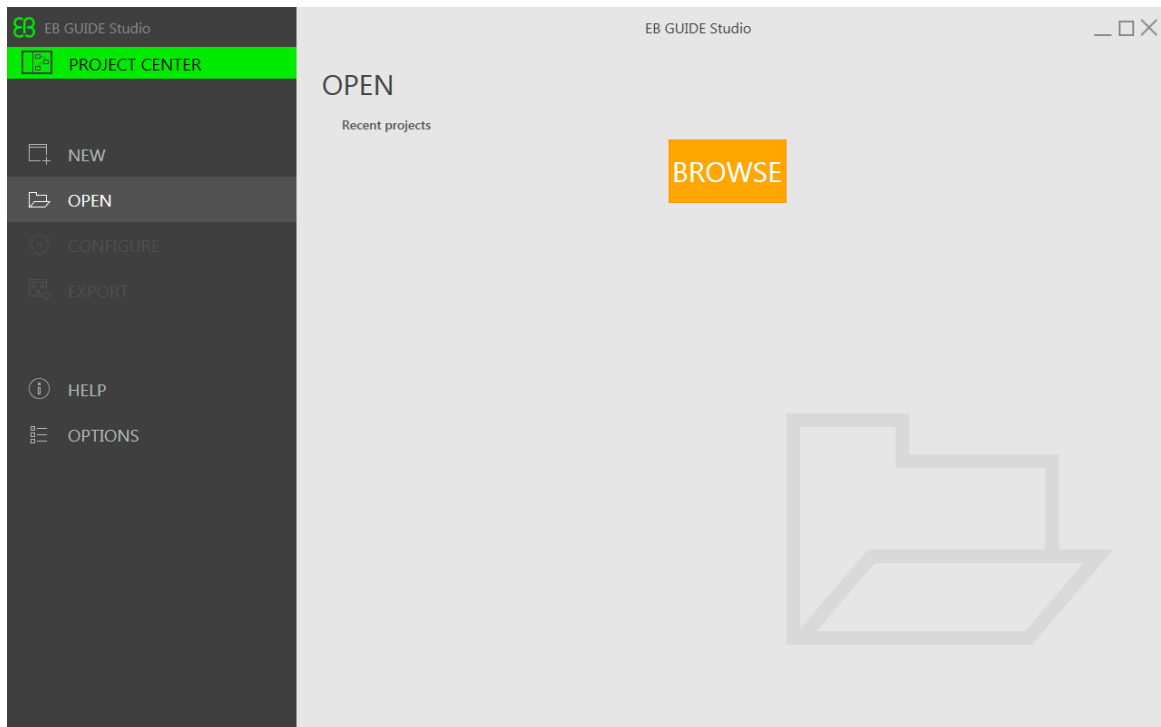 EB GUIDE Studio
EB GUIDE Studio
PROJECT CENTER
OPEN
Recent projects
BROWSE
NEW
OPEN
CONFIGURE
EXPORT
HELP
OPTIONS